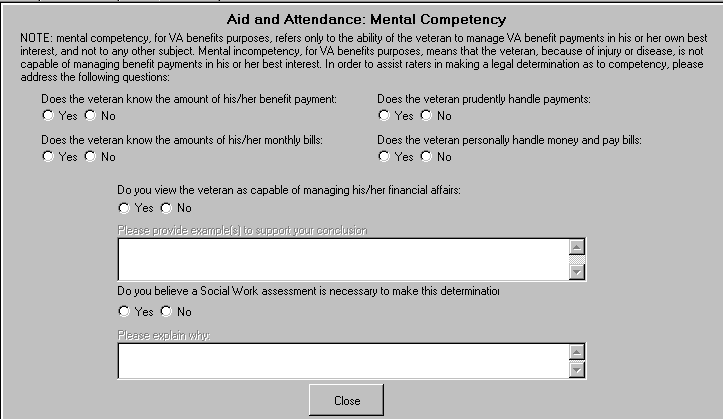 Aid and Attendance: Mental Competency
NOTE: mental competency, for VA benefits purposes, refers only to the ability of the veteran to manage VA benefit payments in his or her own best
interest, and not to any other subject. Mental incompetency, for VA benefits purposes, means that the veteran, because of injury or disease, is not
capable of managing benefit payments in his or her best interest. In order to assist raters in making a legal determination as to competency, please
address the following questions:
Does the veteran know the amount of his/her benefit payment:
Yes No
Does the veteran prudently handle payments:
Yes No
Does the veteran know the amounts of his/her monthly bills:
Yes No
Does the veteran personally handle money and pay bills:
Yes No
Do you view the veteran as capable of managing his/her financial affairs:
Yes No
Please provide example(s) to support your conclusion
Do you believe a Social Work assessment is necessary to make this determination
Yes No
Please explain why:
Close